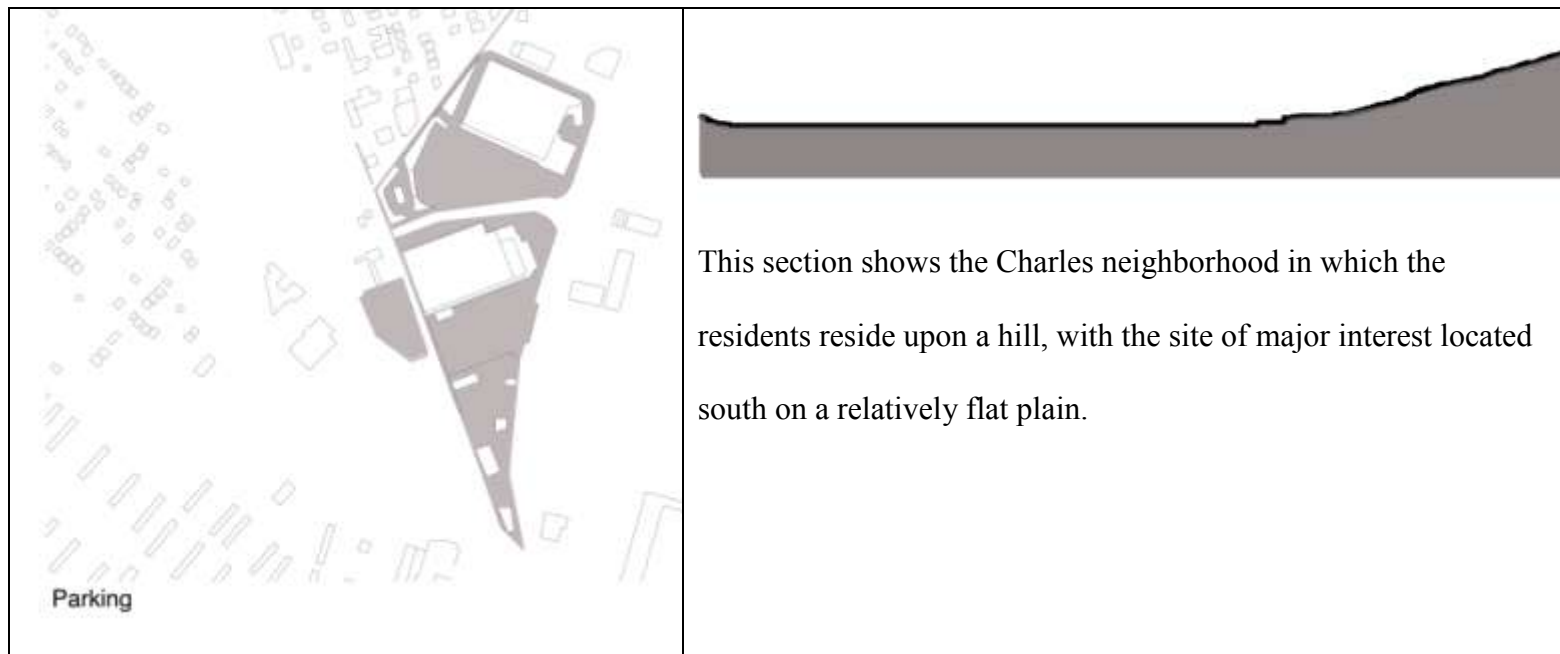 Parking
This section shows the Charles neighborhood in which the
residents reside upon a hill, with the site of major interest located
south on a relatively flat plain.